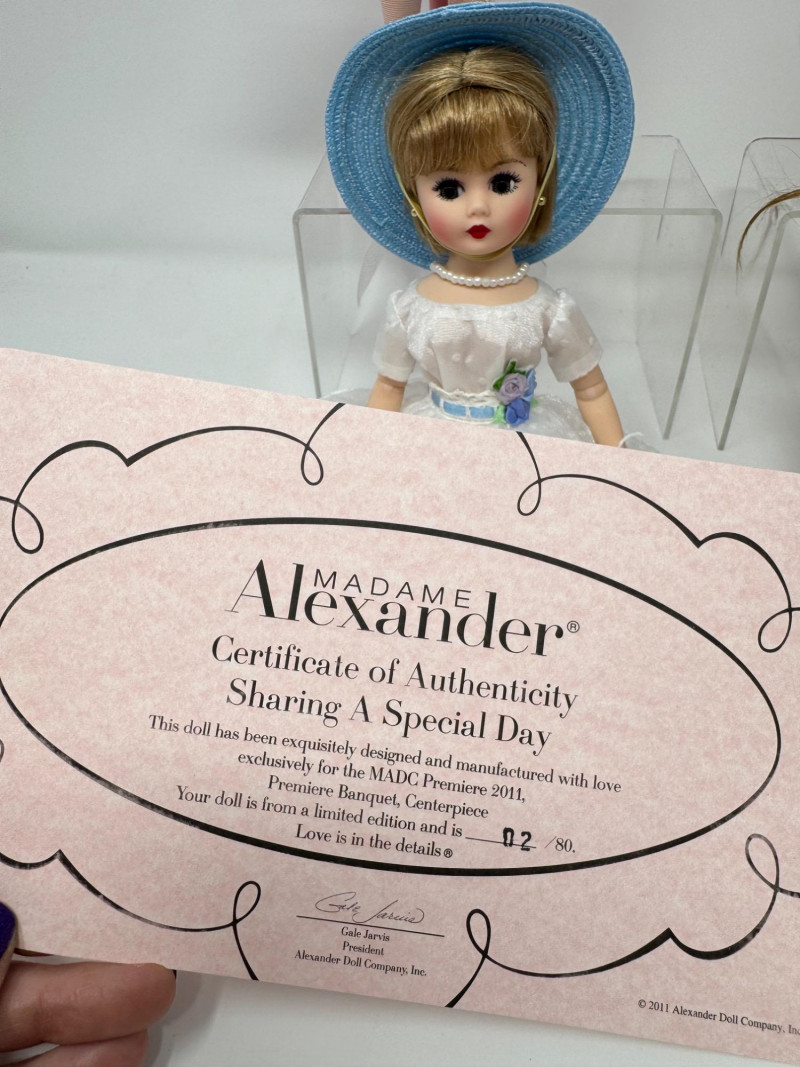 MADAME
Alexander®
Certificate of Authenticity
Sharing A Special Day
This doll has been exquisitely designed and manufactured with love
exclusively for the MADC Premiere 2011,
Premiere Banquet, Centerpiece
Your doll is from a limited edition and is 02 /80.
Love is in the details®
Gale Jarvis
Gale Jarvis
President
Alexander Doll Company, Inc.
© 2011 Alexander Doll Company, Inc